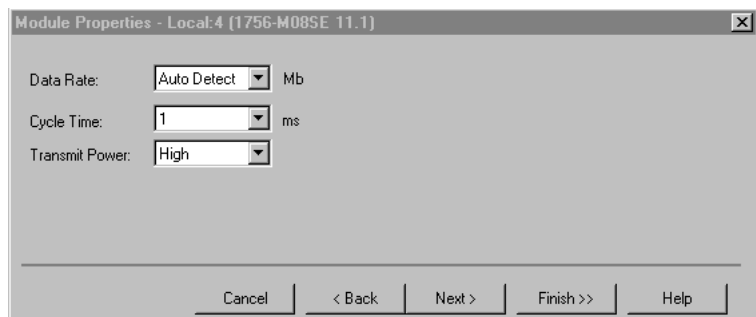 Module Properties - Local:4 (1756-M08SE 11.1)
Data Rate: Auto Detect Mb
Cycle Time: 1 ms
Transmit Power: High
Cancel < Back Next > Finish >> Help